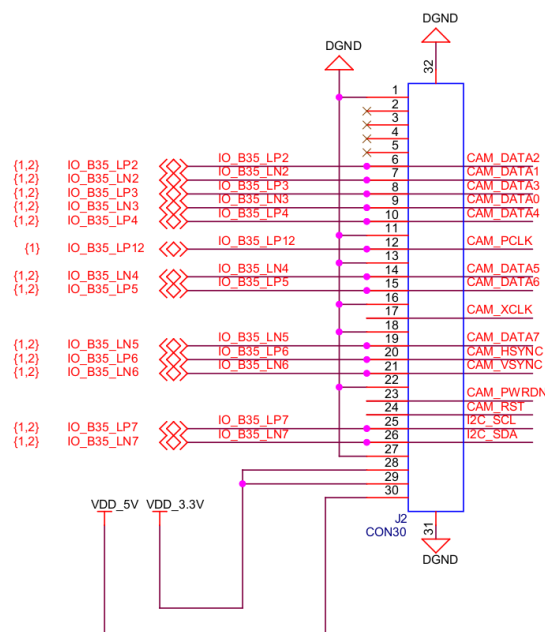 DGND
DGND
32
1
2
3
4
5
{1,2} IO_B35_LP2 IO_B35_LP2 6 CAM_DATA2
{1,2} IO_B35_LN2 IO_B35_LN2 7 CAM_DATA1
{1,2} IO_B35_LP3 IO_B35_LP3 8 CAM_DATA3
{1,2} IO_B35_LN3 IO_B35_LN3 9 CAM_DATA0
{1,2} IO_B35_LP4 IO_B35_LP4 10 CAM_DATA4
11
{1} IO_B35_LP12 IO_B35_LP12 12 CAM_PCLK
13
{1,2} IO_B35_LN4 IO_B35_LN4 14 CAM_DATA5
{1,2} IO_B35_LP5 IO_B35_LP5 15 CAM_DATA6
16
17 CAM_XCLK
18
{1,2} IO_B35_LN5 IO_B35_LN5 19 CAM_DATA7
{1,2} IO_B35_LP6 IO_B35_LP6 20 CAM_HSYNC
{1,2} IO_B35_LN6 IO_B35_LN6 21 CAM_VSYNC
22
23 CAM_PWRDN
24 CAM_RST
{1,2} IO_B35_LP7 IO_B35_LP7 25 I2C_SCL
{1,2} IO_B35_LN7 IO_B35_LN7 26 I2C_SDA
27
28
29
30
VDD_5V VDD_3.3V
J2
CON30
31
DGND